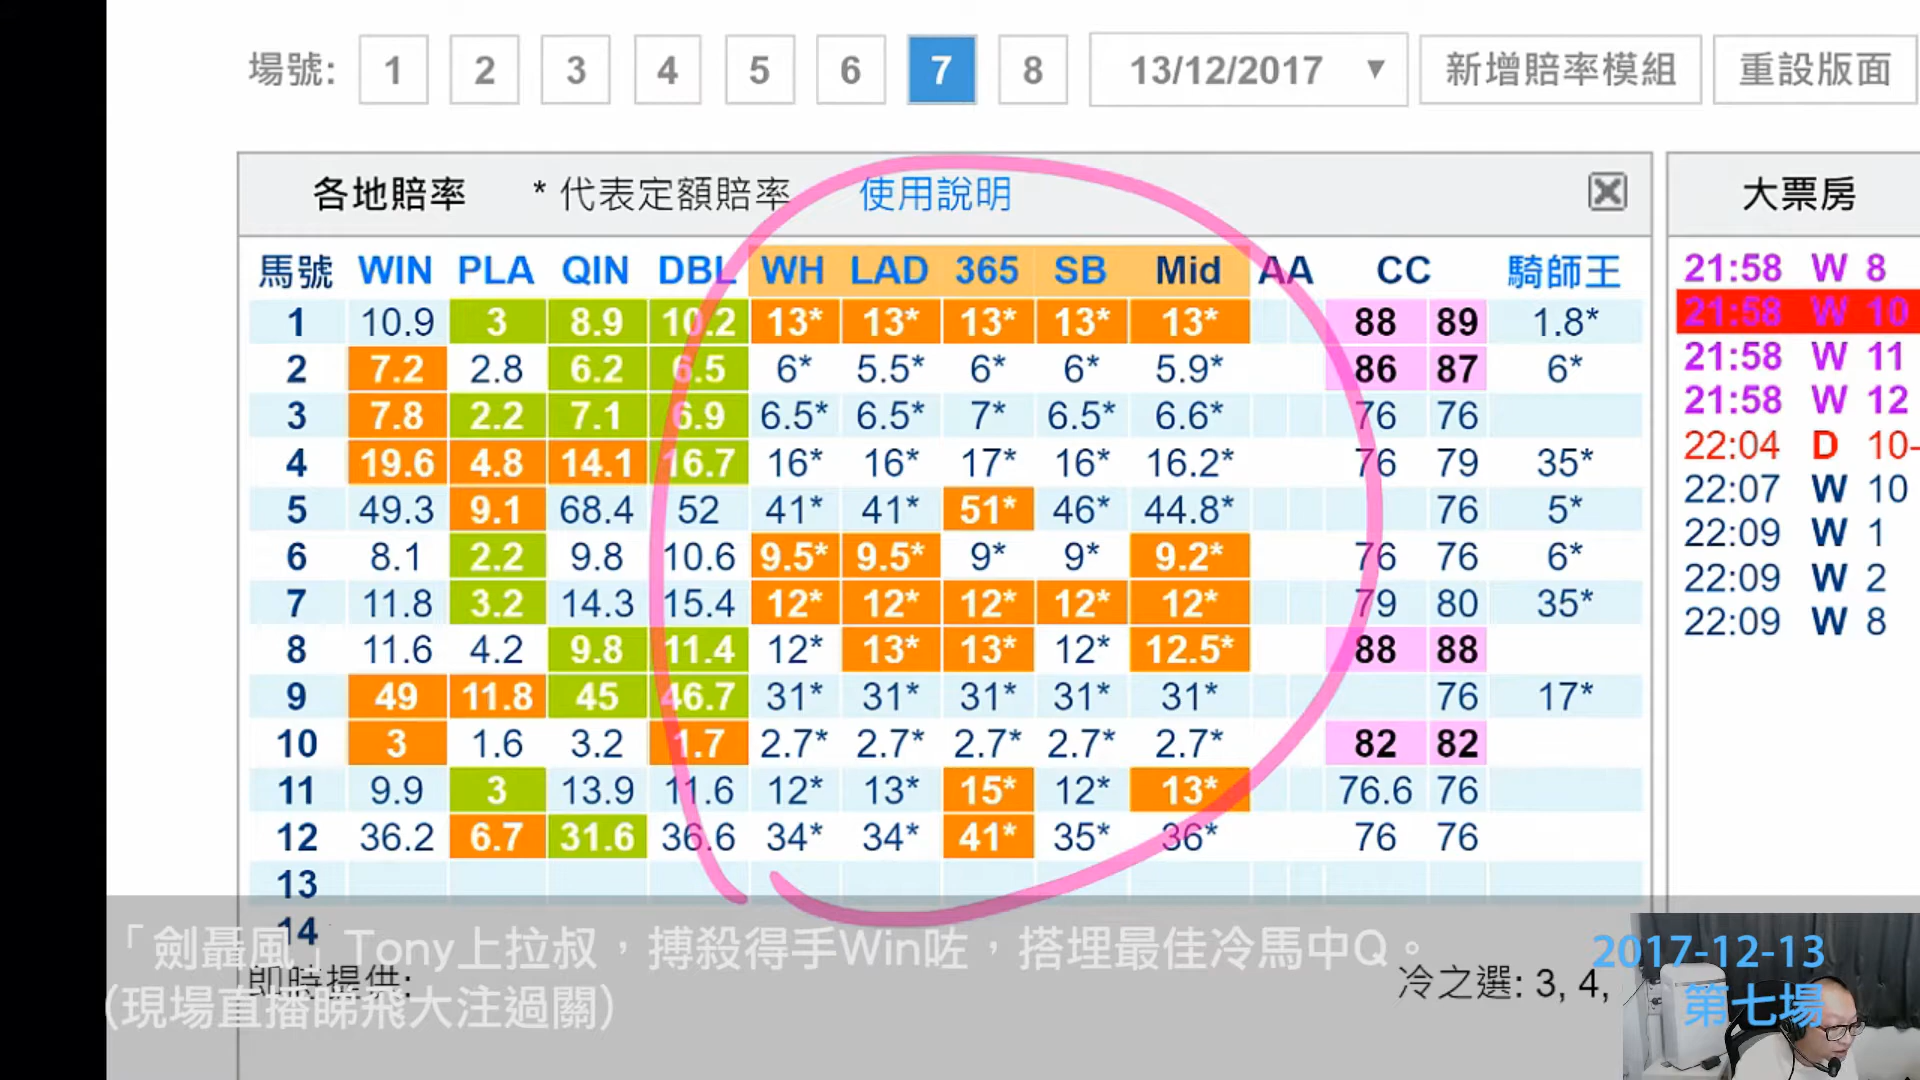 場號: 1 2 3 4 5 6 7 8 13/12/2017 ▼ 新增賠率模組 重設版面
各地賠率 * 代表定額賠率 使用說明
馬號 WIN PLA QIN DBL WH LAD 365 SB Mid AA CC 騎師王
1 10.9 3 8.9 10.2 13* 13* 13* 13* 13* 88 89 1.8*
2 7.2 2.8 6.2 6.5 6* 5.5* 6* 6* 5.9* 86 87 6*
3 7.8 2.2 7.1 6.9 6.5* 6.5* 7* 6.5* 6.6* 76 76
4 19.6 4.8 14.1 16.7 16* 16* 17* 16* 16.2* 76 79 35*
5 49.3 9.1 68.4 52 41* 41* 51* 46* 44.8* 76 5*
6 8.1 2.2 9.8 10.6 9.5* 9.5* 9* 9* 9.2* 76 76 6*
7 11.8 3.2 14.3 15.4 12* 12* 12* 12* 12* 79 80 35*
8 11.6 4.2 9.8 11.4 12* 13* 13* 12* 12.5* 88 88
9 49 11.8 45 46.7 31* 31* 31* 31* 31* 76 17*
10 3 1.6 3.2 1.7 2.7* 2.7* 2.7* 2.7* 2.7* 82 82
11 9.9 3 13.9 11.6 12* 13* 15* 12* 13* 76.6 76
12 36.2 6.7 31.6 36.6 34* 34* 41* 35* 36* 76 76
13
14
即時提供:
冷之選: 3, 4,
大票房
21:58 W 8
21:58 W 10
21:58 W 11
21:58 W 12
22:04 D 10-
22:07 W 10
22:09 W 1
22:09 W 2
22:09 W 8
「劍聶風」Tony上拉叔，搏殺得手Win咗，搭埋最佳冷馬中Q。
(現場直播睇飛大注過關)
2017-12-13
第七場